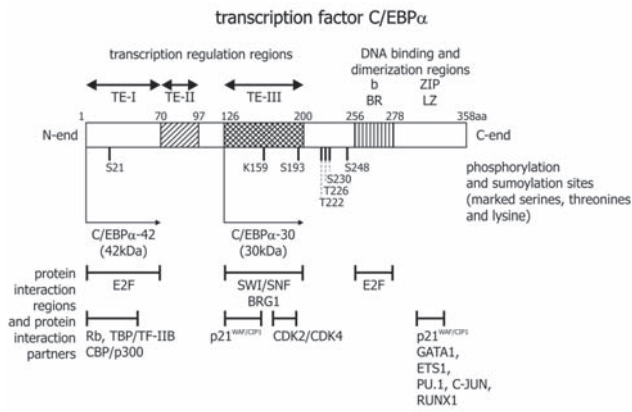 transcription factor C/EBPα
transcription regulation regions
DNA binding and
dimerization regions
b ZIP
BR LZ
TE-I TE-II TE-III
1 70 97 126 200 256 278 358aa
N-end C-end
S21 K159 S193 S248
S230
T226
T222
phosphorylation
and sumoylation sites
(marked serines, threonines
and lysine)
C/EBPα-42
(42kDa)
C/EBPα-30
(30kDa)
protein
interaction
regions
and protein
interaction
partners
E2F
SWI/SNF
BRG1
E2F
Rb, TBP/TF-IIB
CBP/p300
p21WAF/CIP1
CDK2/CDK4
p21WAF/CIP1
GATA1,
ETS1,
PU.1, C-JUN,
RUNX1